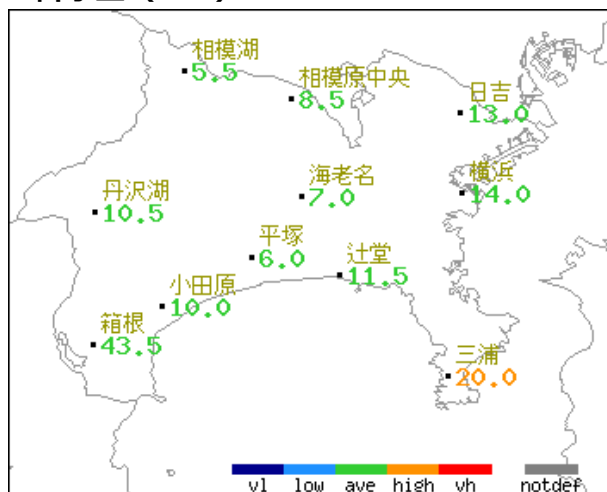 相模湖
5.5
相模原中央
8.5
日吉
13.0
海老名
7.0
横浜
14.0
丹沢湖
10.5
平塚
6.0
辻堂
11.5
小田原
10.0
箱根
43.5
三浦
20.0
vl low ave high vh notdef